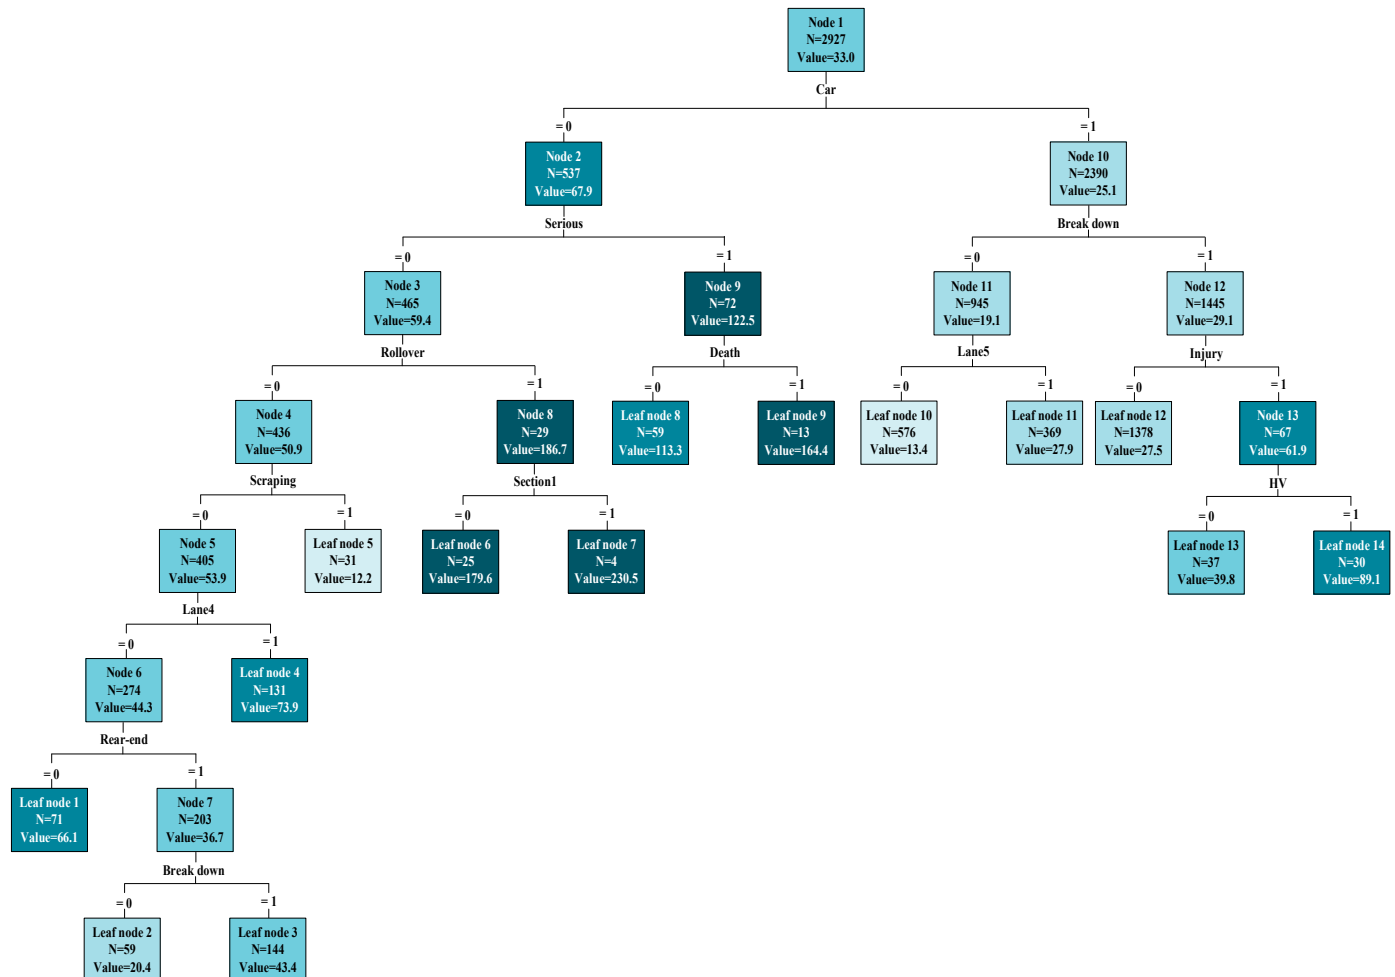 Node 1
N=2927
Value=33.0
Car
= 0
= 1
Node 2
N=537
Value=67.9
Node 10
N=2390
Value=25.1
Serious
Break down
= 0
= 1
= 0
= 1
Node 3
N=465
Value=59.4
Node 9
N=72
Value=122.5
Node 11
N=945
Value=19.1
Node 12
N=1445
Value=29.1
Rollover
Death
Lane5
Injury
= 0
= 1
= 0
= 1
= 0
= 1
= 0
= 1
Node 4
N=436
Value=50.9
Node 8
N=29
Value=186.7
Leaf node 8
N=59
Value=113.3
Leaf node 9
N=13
Value=164.4
Leaf node 10
N=576
Value=13.4
Leaf node 11
N=369
Value=27.9
Leaf node 12
N=1378
Value=27.5
Node 13
N=67
Value=61.9
Scraping
Section1
HV
= 0
= 1
= 0
= 1
= 0
= 1
Node 5
N=405
Value=53.9
Leaf node 5
N=31
Value=12.2
Leaf node 6
N=25
Value=179.6
Leaf node 7
N=4
Value=230.5
Leaf node 13
N=37
Value=39.8
Leaf node 14
N=30
Value=89.1
Lane4
= 0
= 1
Node 6
N=274
Value=44.3
Leaf node 4
N=131
Value=73.9
Rear-end
= 0
= 1
Leaf node 1
N=71
Value=66.1
Node 7
N=203
Value=36.7
Break down
= 0
= 1
Leaf node 2
N=59
Value=20.4
Leaf node 3
N=144
Value=43.4